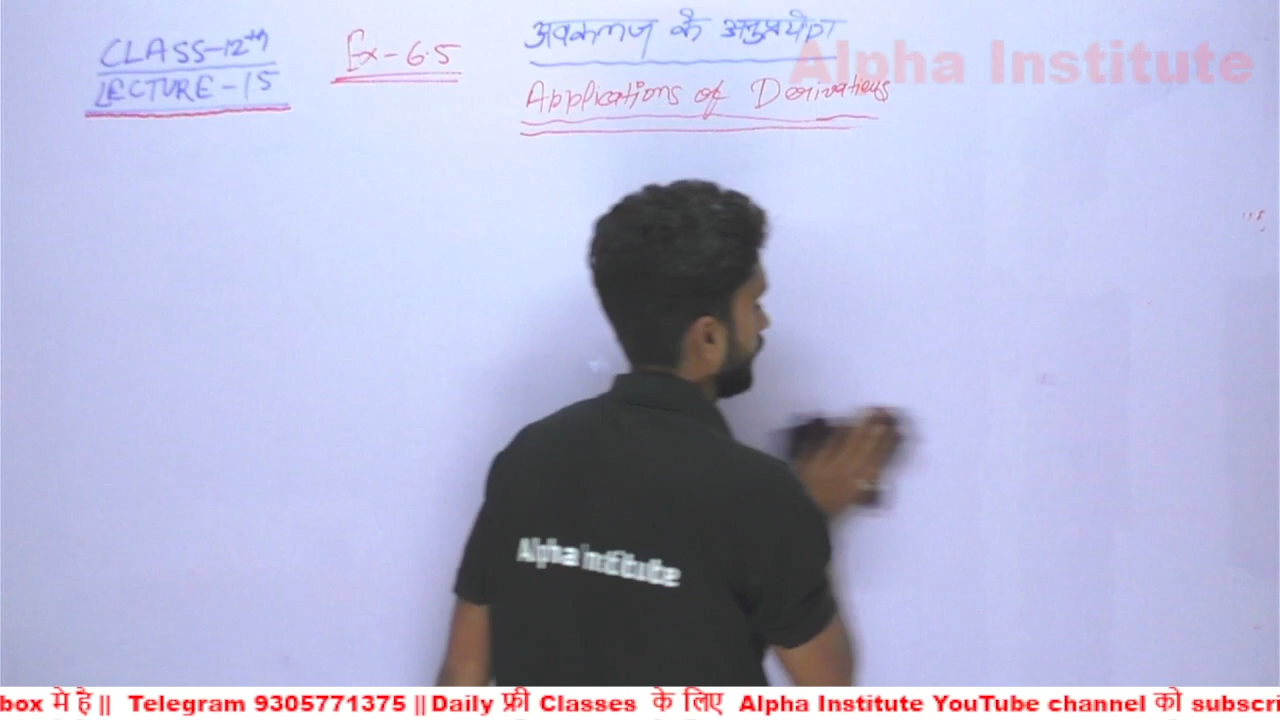 CLASS-12th
LECTURE-15
Ex-6.5
अवकलज के अनुप्रयोग
Applications of Derivatives
Alpha Institute
Alpha Institute
box मे है || Telegram 9305771375 || Daily फ्री Classes के लिए Alpha Institute YouTube channel को subscri